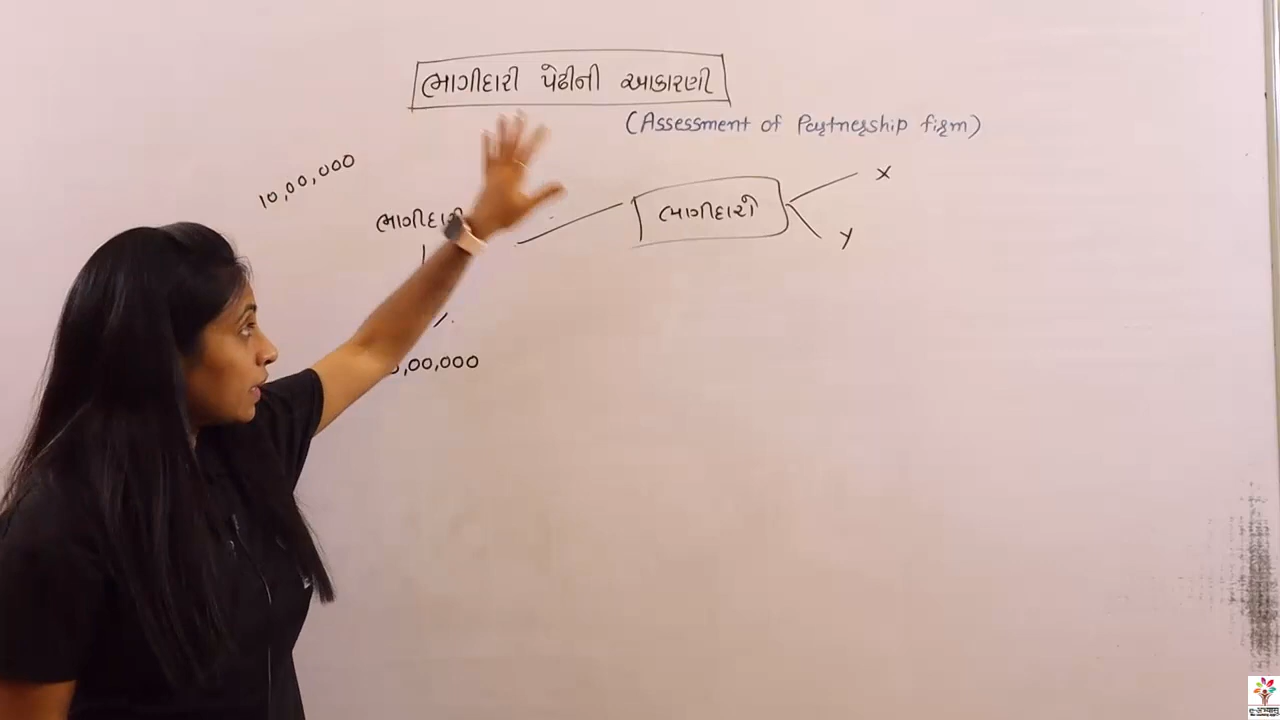 ભાગીદારી પેઢીની આકારણી
(Assessment of Partnership firm)
10,00,000
ભાગીદારી
ભાગીદારો
X
Y
%
,00,000